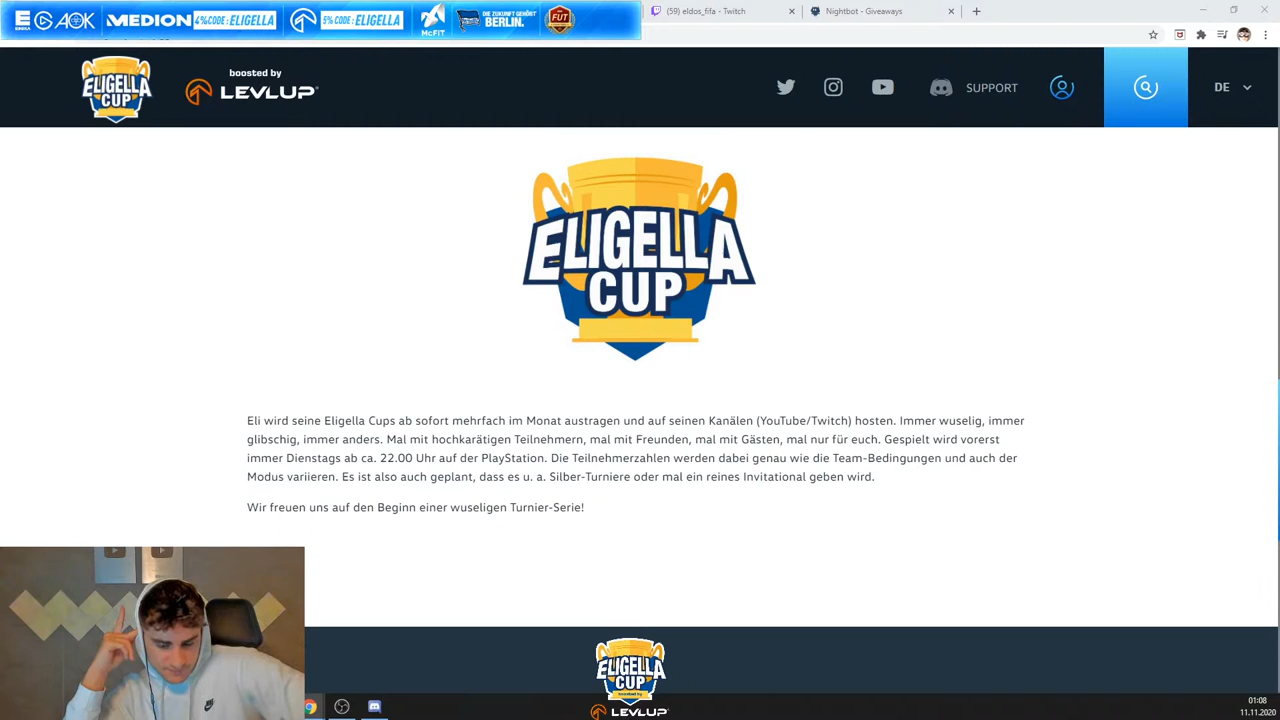 AOK
MEDION
4%CODE: ELIGELLA
5% CODE: ELIGELLA
McFIT
DIE ZUKUNFT GEHÖRT
BERLIN.
FUT
(59) eldos_fifa - Twitch
Nightbot - Giveaways
ELIGELLA
CUP
boosted by
LEVLUP
SUPPORT
DE
ELIGELLA
CUP
Eli wird seine Eligella Cups ab sofort mehrfach im Monat austragen und auf seinen Kanälen (YouTube/Twitch) hosten. Immer wuselig, immer
glibschig, immer anders. Mal mit hochkarätigen Teilnehmern, mal mit Freunden, mal mit Gästen, mal nur für euch. Gespielt wird vorerst
immer Dienstags ab ca. 22.00 Uhr auf der PlayStation. Die Teilnehmerzahlen werden dabei genau wie die Team-Bedingungen und auch der
Modus variieren. Es ist also auch geplant, dass es u. a. Silber-Turniere oder mal ein reines Invitational geben wird.
Wir freuen uns auf den Beginn einer wuseligen Turnier-Serie!
ELIGELLA
CUP
boosted by
LEVLUP
01:08
11.11.2020